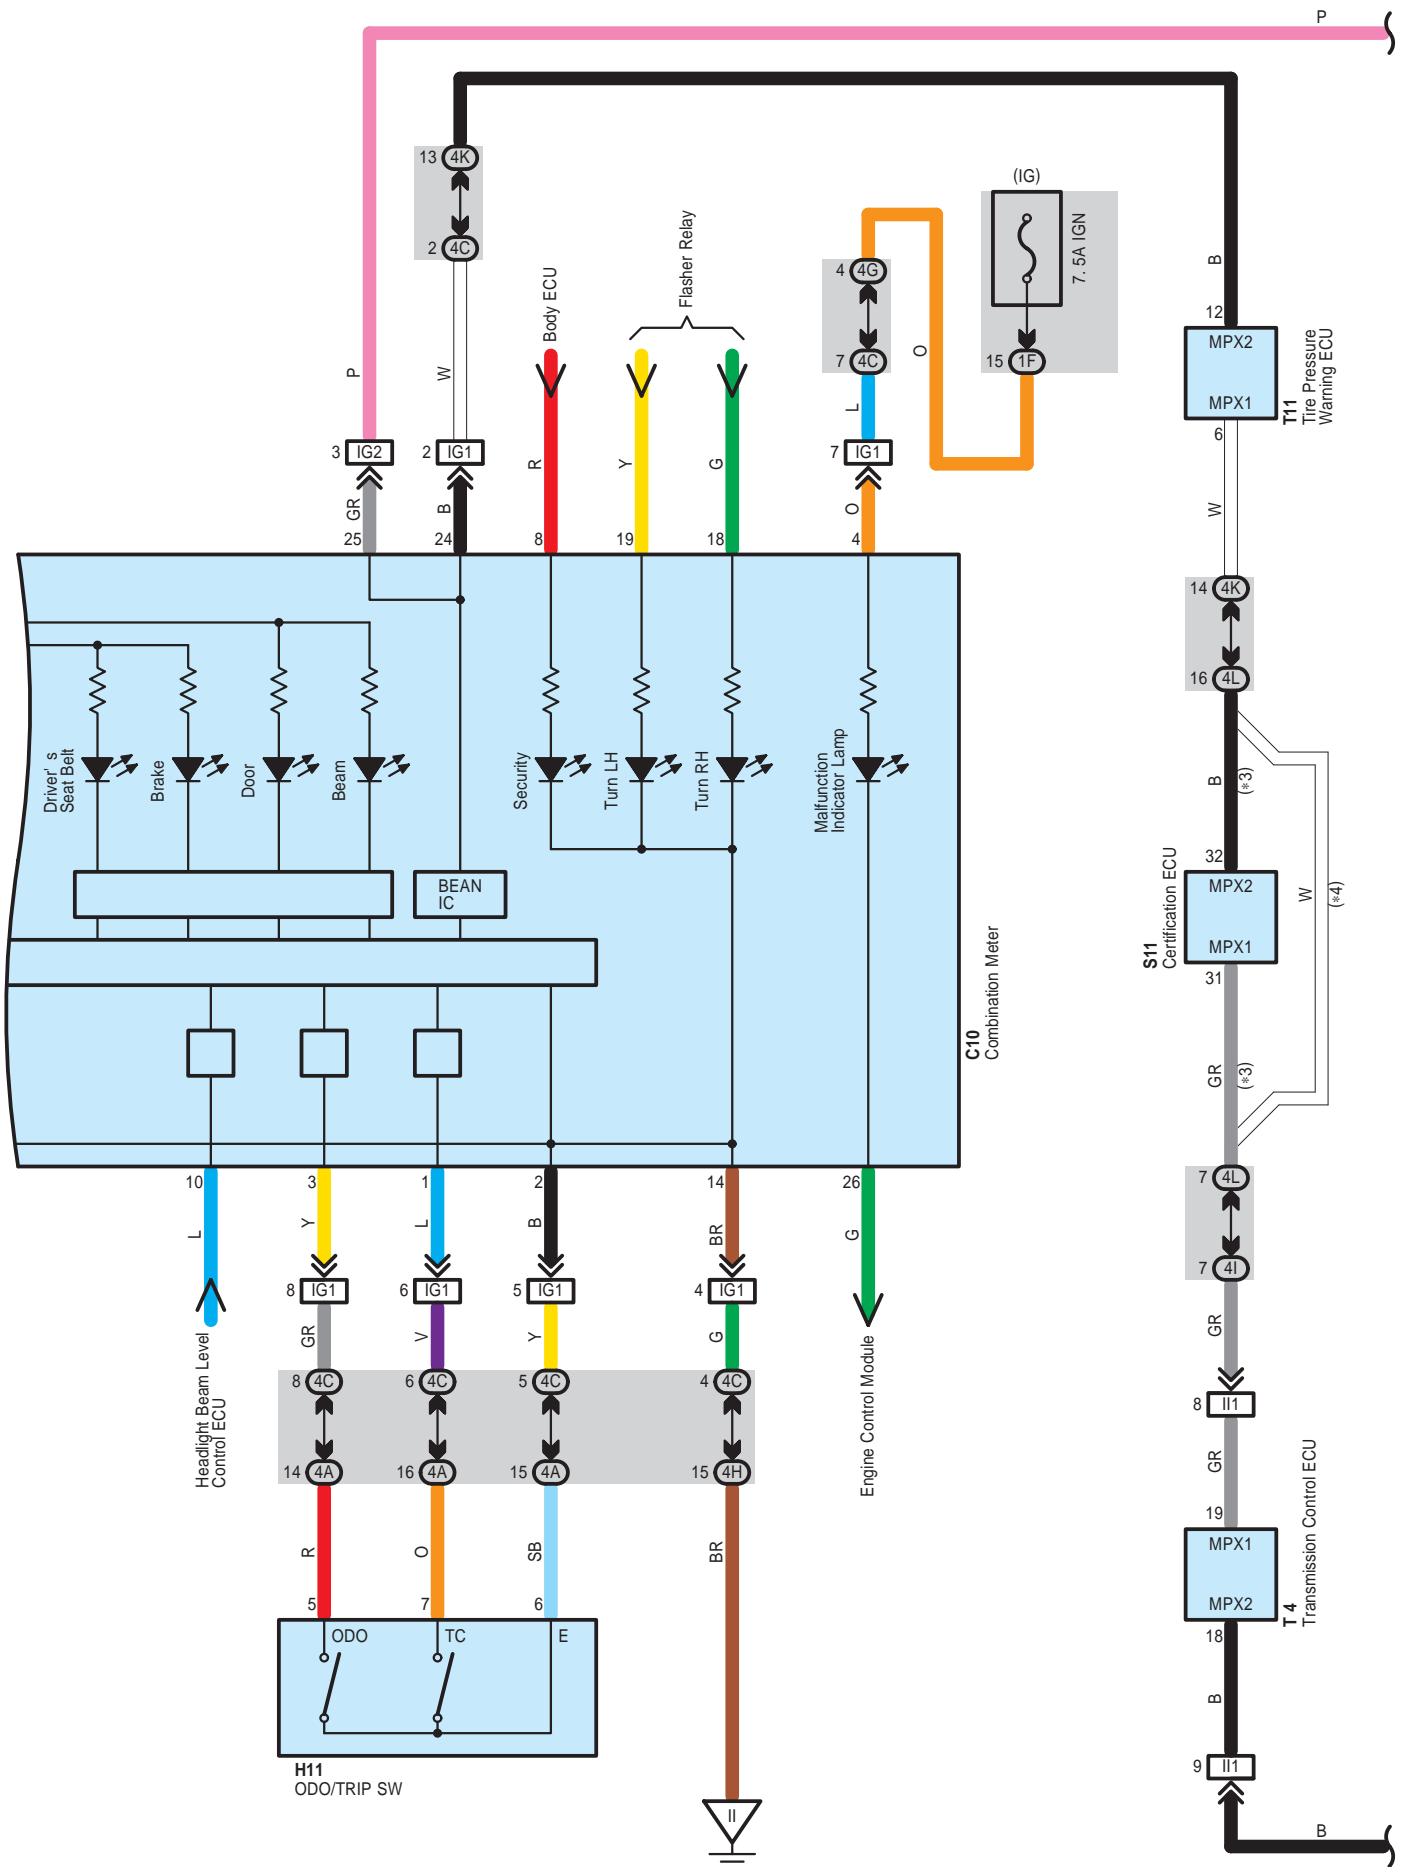 P
13 4K
2 4C
P
W
3 IG2
2 IG1
GR
B
25
24
Body ECU
R
8
Flasher Relay
Y
G
19
18
4 4G
7 4C
L
7 IG1
O
4
O
(IG)
7. 5A IGN
15 1F
B
12
MPX2
MPX1
T11
Tire Pressure
Warning ECU
6
W
14 4K
16 4L
B
(*3)
32
S11
Certification ECU
MPX2
MPX1
31
W
(*4)
GR
(*3)
7 4L
7 4I
GR
8 II1
GR
19
MPX1
MPX2
T 4
Transmission Control ECU
18
B
9 II1
B
Driver' s
Seat Belt
Brake
Door
Beam
Security
Turn LH
Turn RH
Malfunction
Indicator Lamp
BEAN
IC
C10
Combination Meter
10
3
1
2
14
26
L
Y
L
B
BR
G
8 IG1
6 IG1
5 IG1
4 IG1
Headlight Beam Level
Control ECU
GR
V
Y
G
Engine Control Module
8 4C
6 4C
5 4C
4 4C
14 4A
16 4A
15 4A
15 4H
R
O
SB
BR
5
7
6
ODO
TC
E
H11
ODO/TRIP SW
II